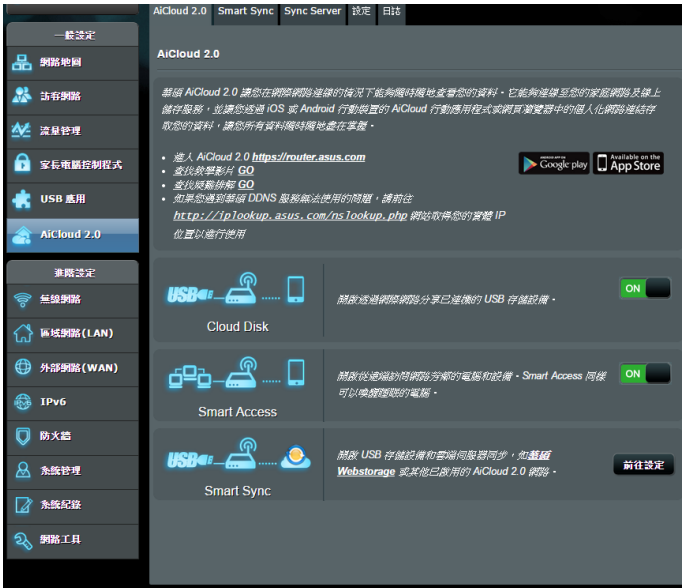 AiCloud 2.0 Smart Sync Sync Server 設定 日誌
一般設定
網路地圖
訪客網路
流量管理
家長電腦控制程式
USB 應用
AiCloud 2.0
進階設定
無線網路
區域網路(LAN)
外部網路(WAN)
IPv6
防火牆
系統管理
系統紀錄
網路工具
AiCloud 2.0
華碩 AiCloud 2.0 讓您在網際網路連線的情況下能夠隨時隨地查看您的資料。它能夠連線至您的家庭網路及線上
儲存服務，並讓您透過 iOS 或 Android 行動裝置的 AiCloud 行動應用程式或網頁瀏覽器中的個人化網路連結存
取您的資料，讓您所有資料隨時隨地盡在掌握。
進入 AiCloud 2.0 https://router.asus.com
查找教學影片 GO
查找疑難排解 GO
如果您遇到華碩 DDNS 服務無法使用的問題，請前往
http://iplookup.asus.com/nslookup.php 網站取得您的實體 IP
位置以進行使用
Google play
Available on the
App Store
USB
Cloud Disk
開啟透過網際網路分享已連機的 USB 存儲設備。
ON
Smart Access
開啟從遠端訪問網路芳鄰的電腦和設備。Smart Access 同樣
可以喚醒睡眠的電腦。
ON
USB
Smart Sync
開啟 USB 存儲設備和雲端伺服器同步，如華碩
Webstorage 或其他已啟用的 AiCloud 2.0 網路。
前往設定